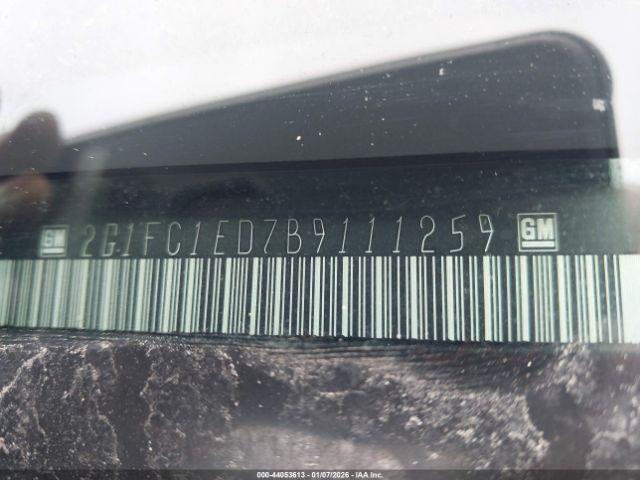 GM 2G1FC1ED7B9111259 GM
000-44053613 - 01/07/2026 - © IAA Inc.